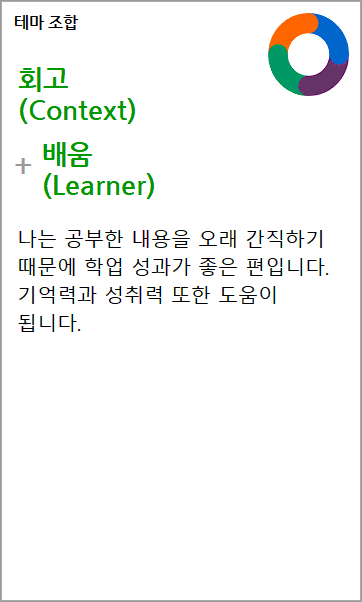 테마 조합
회고
(Context)
+ 배움
(Learner)
나는 공부한 내용을 오래 간직하기
때문에 학업 성과가 좋은 편입니다.
기억력과 성취력 또한 도움이
됩니다.